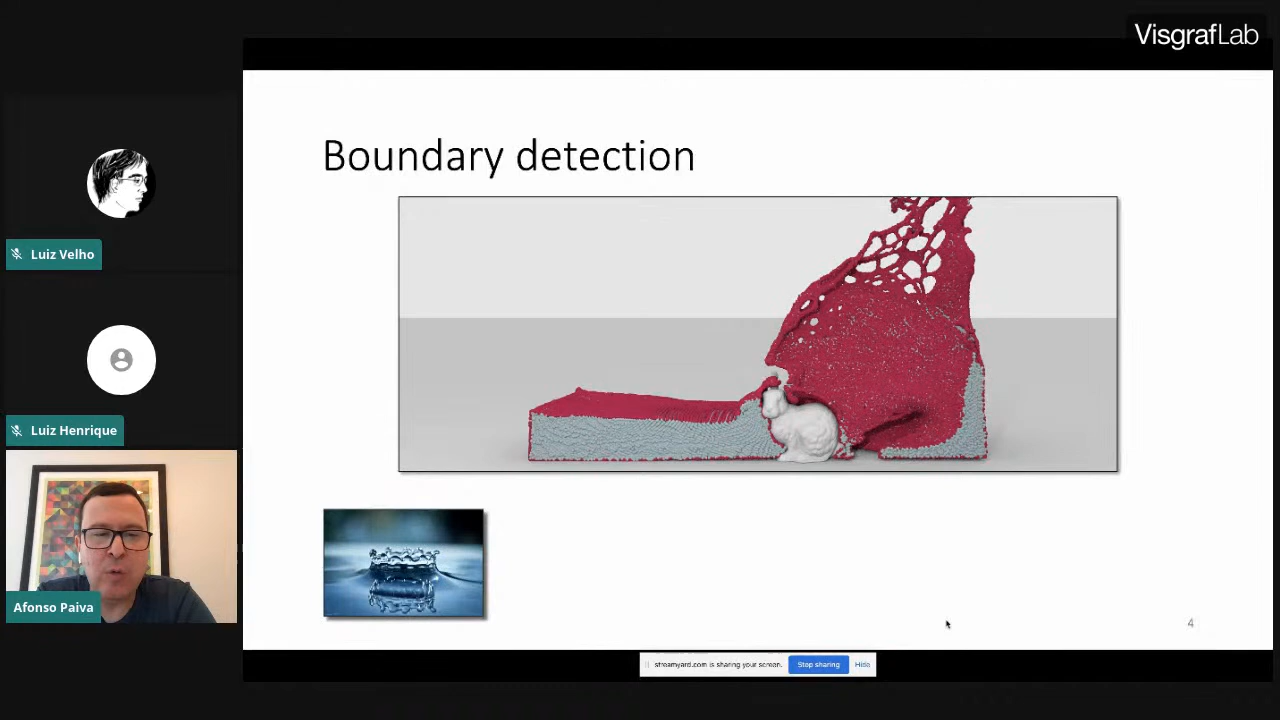 VisgrafLab
Boundary detection
Luiz Velho
Luiz Henrique
Afonso Paiva
4
streamyard.com is sharing your screen. Stop sharing Hide